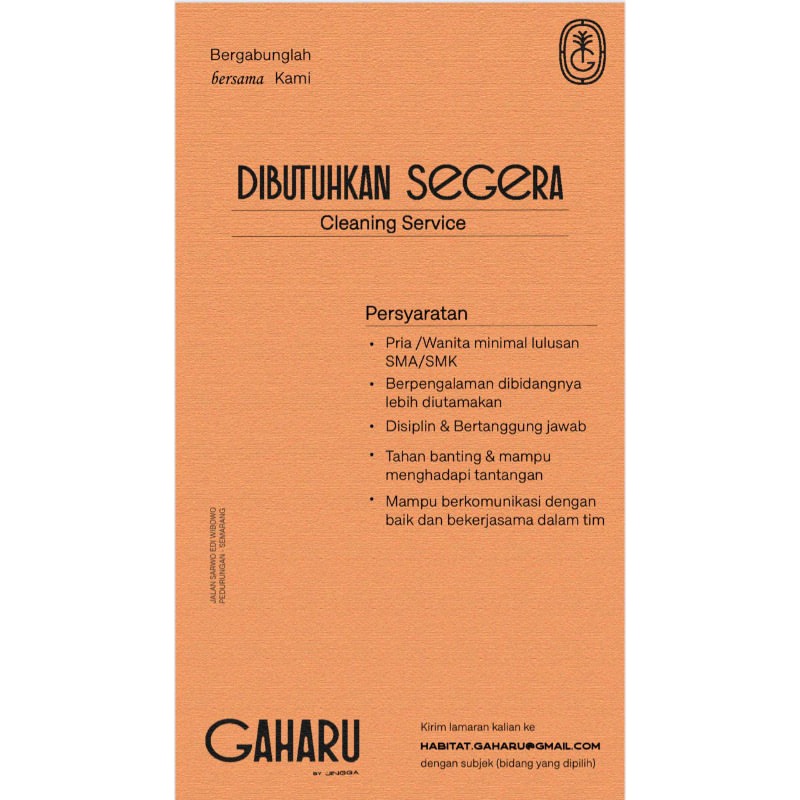 Bergabunglah
bersama Kami
DIBUTUHKAN SEGERA
Cleaning Service
Persyaratan
• Pria /Wanita minimal lulusan
SMA/SMK
• Berpengalaman dibidangnya
lebih diutamakan
• Disiplin & Bertanggung jawab
• Tahan banting & mampu
menghadapi tantangan
• Mampu berkomunikasi dengan
baik dan bekerjasama dalam tim
JALAN SARWO EDI WIBOWO
PEDURUNGAN - SEMARANG
GAHARU
BY JINGGA
Kirim lamaran kalian ke
HABITAT.GAHARU@GMAIL.COM
dengan subjek (bidang yang dipilih)